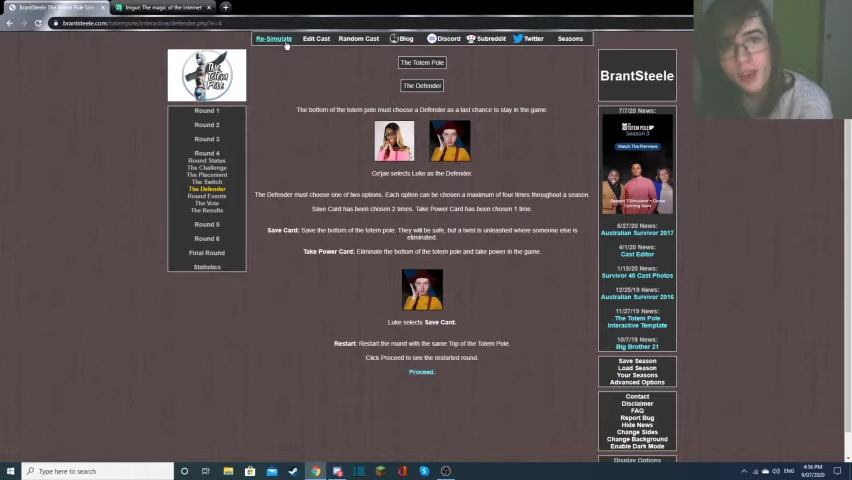 BrantSteele The Totem Pole Sim
Imgur: The magic of the Internet
brantsteele.com/totempole/interactive/defender.php?e=4
Re-Simulate
Edit Cast
Random Cast
Blog
Discord
Subreddit
Twitter
Seasons
The Totem Pole
Round 1
Round 2
Round 3
Round 4
Round Status
The Challenge
The Placement
The Switch
The Defender
Round Events
The Vote
The Results
Round 5
Round 6
Final Round
Statistics
The Totem Pole
The Defender
The bottom of the totem pole must choose a Defender as a last chance to stay in the game.
Ce'jae selects Luke as the Defender.
The Defender must choose one of two options. Each option can be chosen a maximum of four times throughout a season.
Save Card has been chosen 2 times. Take Power Card has been chosen 1 time.
Save Card: Save the bottom of the totem pole. They will be safe, but a twist is unleashed where someone else is
eliminated.
Take Power Card: Eliminate the bottom of the totem pole and take power in the game.
Luke selects Save Card.
Restart: Restart the round with the same Top of the Totem Pole.
Click Proceed to see the restarted round.
Proceed.
BrantSteele
7/7/20 News:
THE TOTEM POLE
SEASON 3
Watch The Premiere
5/27/20 News:
Australian Survivor 2017
4/1/20 News:
Cast Editor
1/15/20 News:
Survivor 40 Cast Photos
12/25/19 News:
Australian Survivor 2016
11/27/19 News:
The Totem Pole
Interactive Template
10/7/18 News:
Big Brother 21
Save Season
Load Season
Your Seasons
Advanced Options
Contact
Disclaimer
FAQ
Report Bug
Hide News
Change Sides
Change Background
Enable Dark Mode
Display Options
Type here to search
ENG
4:56 PM
9/07/2020